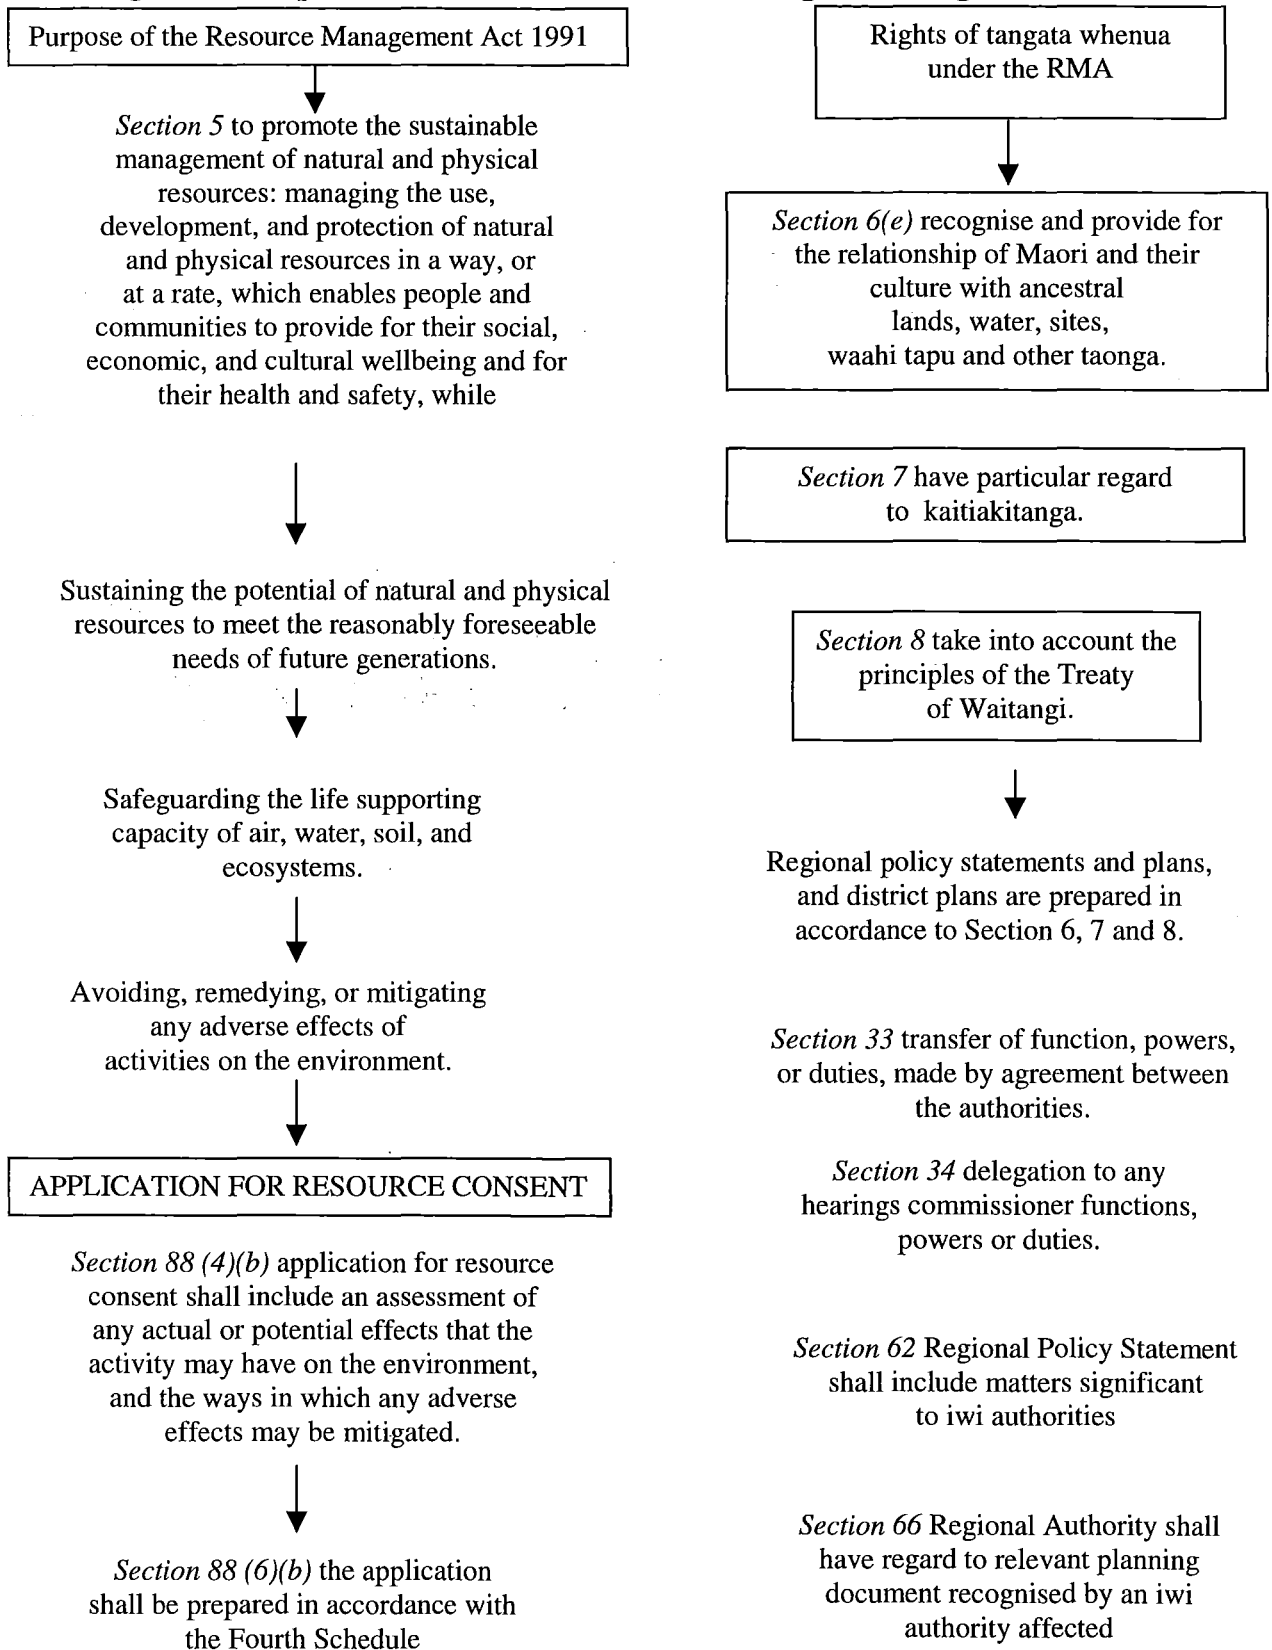 Purpose of the Resource Management Act 1991
Section 5 to promote the sustainable
management of natural and physical
resources: managing the use,
development, and protection of natural
and physical resources in a way, or
at a rate, which enables people and
communities to provide for their social,
economic, and cultural wellbeing and for
their health and safety, while
Sustaining the potential of natural and physical
resources to meet the reasonably foreseeable
needs of future generations.
Safeguarding the life supporting
capacity of air, water, soil, and
ecosystems.
Avoiding, remedying, or mitigating
any adverse effects of
activities on the environment.
APPLICATION FOR RESOURCE CONSENT
Section 88 (4)(b) application for resource
consent shall include an assessment of
any actual or potential effects that the
activity may have on the environment,
and the ways in which any adverse
effects may be mitigated.
Section 88 (6)(b) the application
shall be prepared in accordance with
the Fourth Schedule
Rights of tangata whenua
under the RMA
Section 6(e) recognise and provide for
the relationship of Maori and their
culture with ancestral
lands, water, sites,
waahi tapu and other taonga.
Section 7 have particular regard
to kaitiakitanga.
Section 8 take into account the
principles of the Treaty
of Waitangi.
Regional policy statements and plans,
and district plans are prepared in
accordance to Section 6, 7 and 8.
Section 33 transfer of function, powers,
or duties, made by agreement between
the authorities.
Section 34 delegation to any
hearings commissioner functions,
powers or duties.
Section 62 Regional Policy Statement
shall include matters significant
to iwi authorities
Section 66 Regional Authority shall
have regard to relevant planning
document recognised by an iwi
authority affected